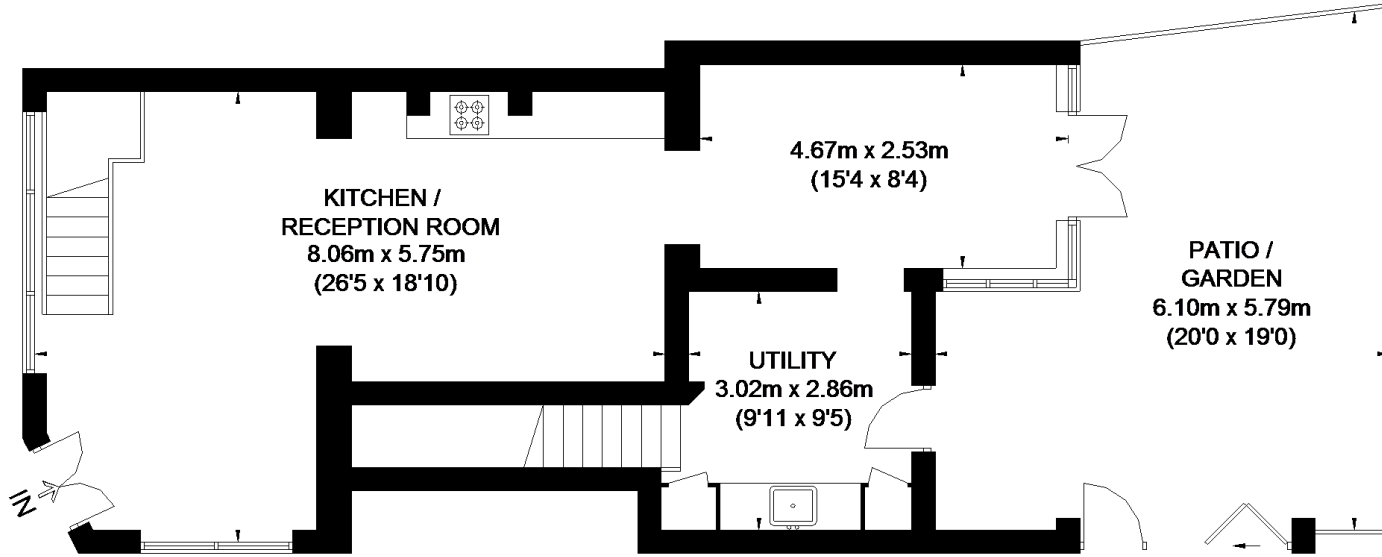 KITCHEN /
RECEPTION ROOM
8.06m x 5.75m
(26'5 x 18'10)
4.67m x 2.53m
(15'4 x 8'4)
PATIO /
GARDEN
6.10m x 5.79m
(20'0 x 19'0)
UTILITY
3.02m x 2.86m
(9'11 x 9'5)
IN